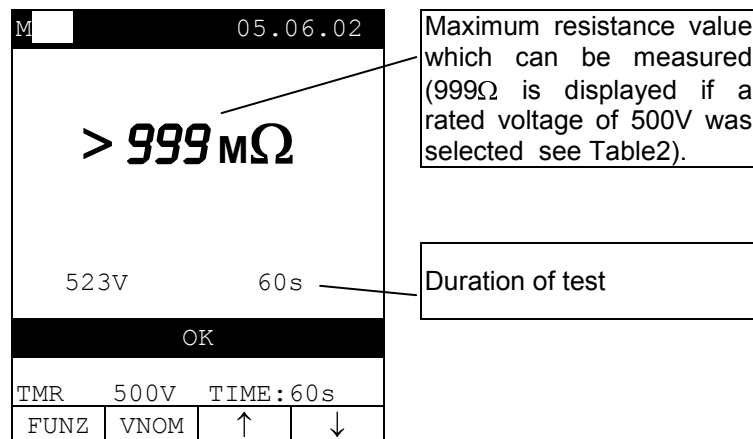 M 05.06.02
> 999 MΩ
523V 60s
OK
TMR 500V TIME:60s
FUNZ VNOM ↑ ↓
Maximum resistance value
which can be measured
(999Ω is displayed if a
rated voltage of 500V was
selected see Table2).
Duration of test